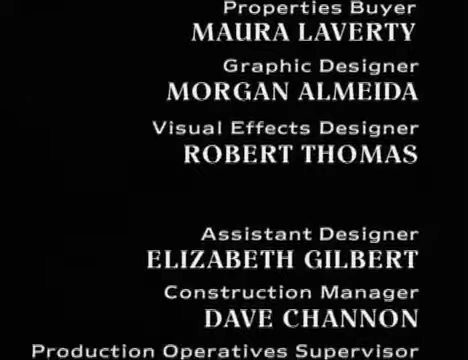 Properties Buyer
MAURA LAVERTY
Graphic Designer
MORGAN ALMEIDA
Visual Effects Designer
ROBERT THOMAS
Assistant Designer
ELIZABETH GILBERT
Construction Manager
DAVE CHANNON
Production Operatives Supervisor